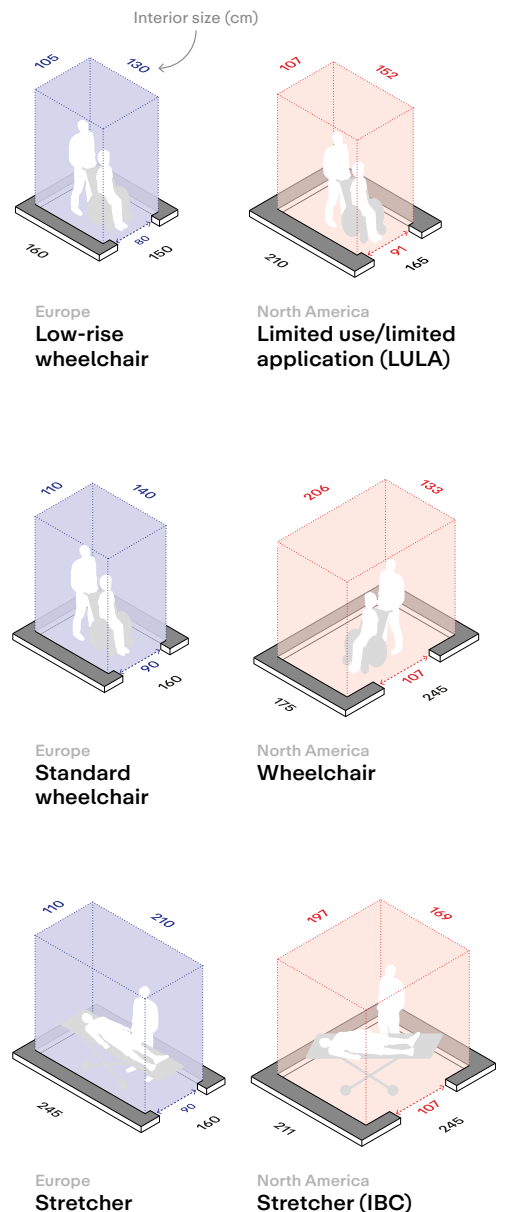 Interior size (cm)
105
130
80
160
150
Europe
Low-rise
wheelchair
107
152
91
210
165
North America
Limited use/limited
application (LULA)
110
140
90
160
Europe
Standard
wheelchair
206
133
107
175
245
North America
Wheelchair
110
210
90
245
160
Europe
Stretcher
197
169
107
211
245
North America
Stretcher (IBC)